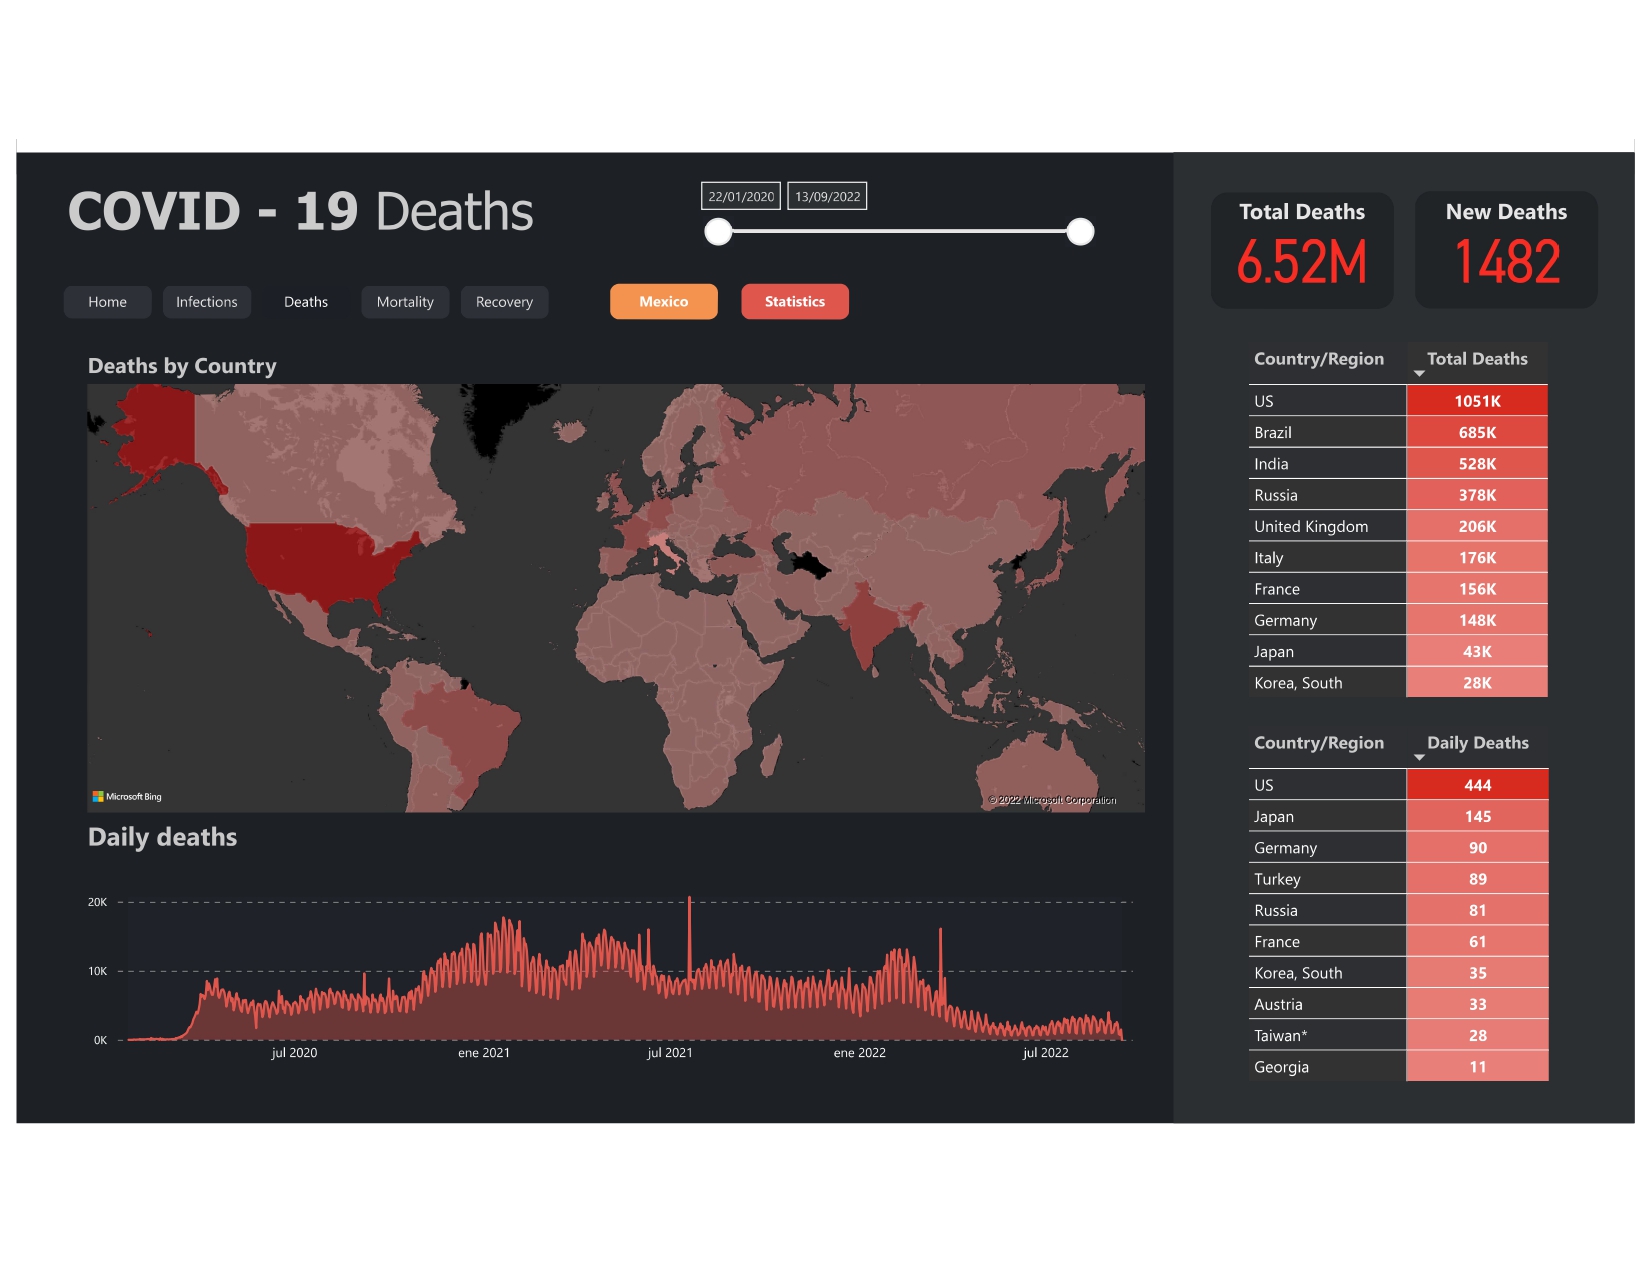 COVID - 19 Deaths
22/01/2020 13/09/2022
Home Infections Deaths Mortality Recovery Mexico Statistics
Deaths by Country
Microsoft Bing
© 2022 Microsoft Corporation
Daily deaths
20K
10K
0K
jul 2020 ene 2021 jul 2021 ene 2022 jul 2022
Total Deaths
6.52M
New Deaths
1482
Country/Region Total Deaths
US 1051K
Brazil 685K
India 528K
Russia 378K
United Kingdom 206K
Italy 176K
France 156K
Germany 148K
Japan 43K
Korea, South 28K
Country/Region Daily Deaths
US 444
Japan 145
Germany 90
Turkey 89
Russia 81
France 61
Korea, South 35
Austria 33
Taiwan* 28
Georgia 11